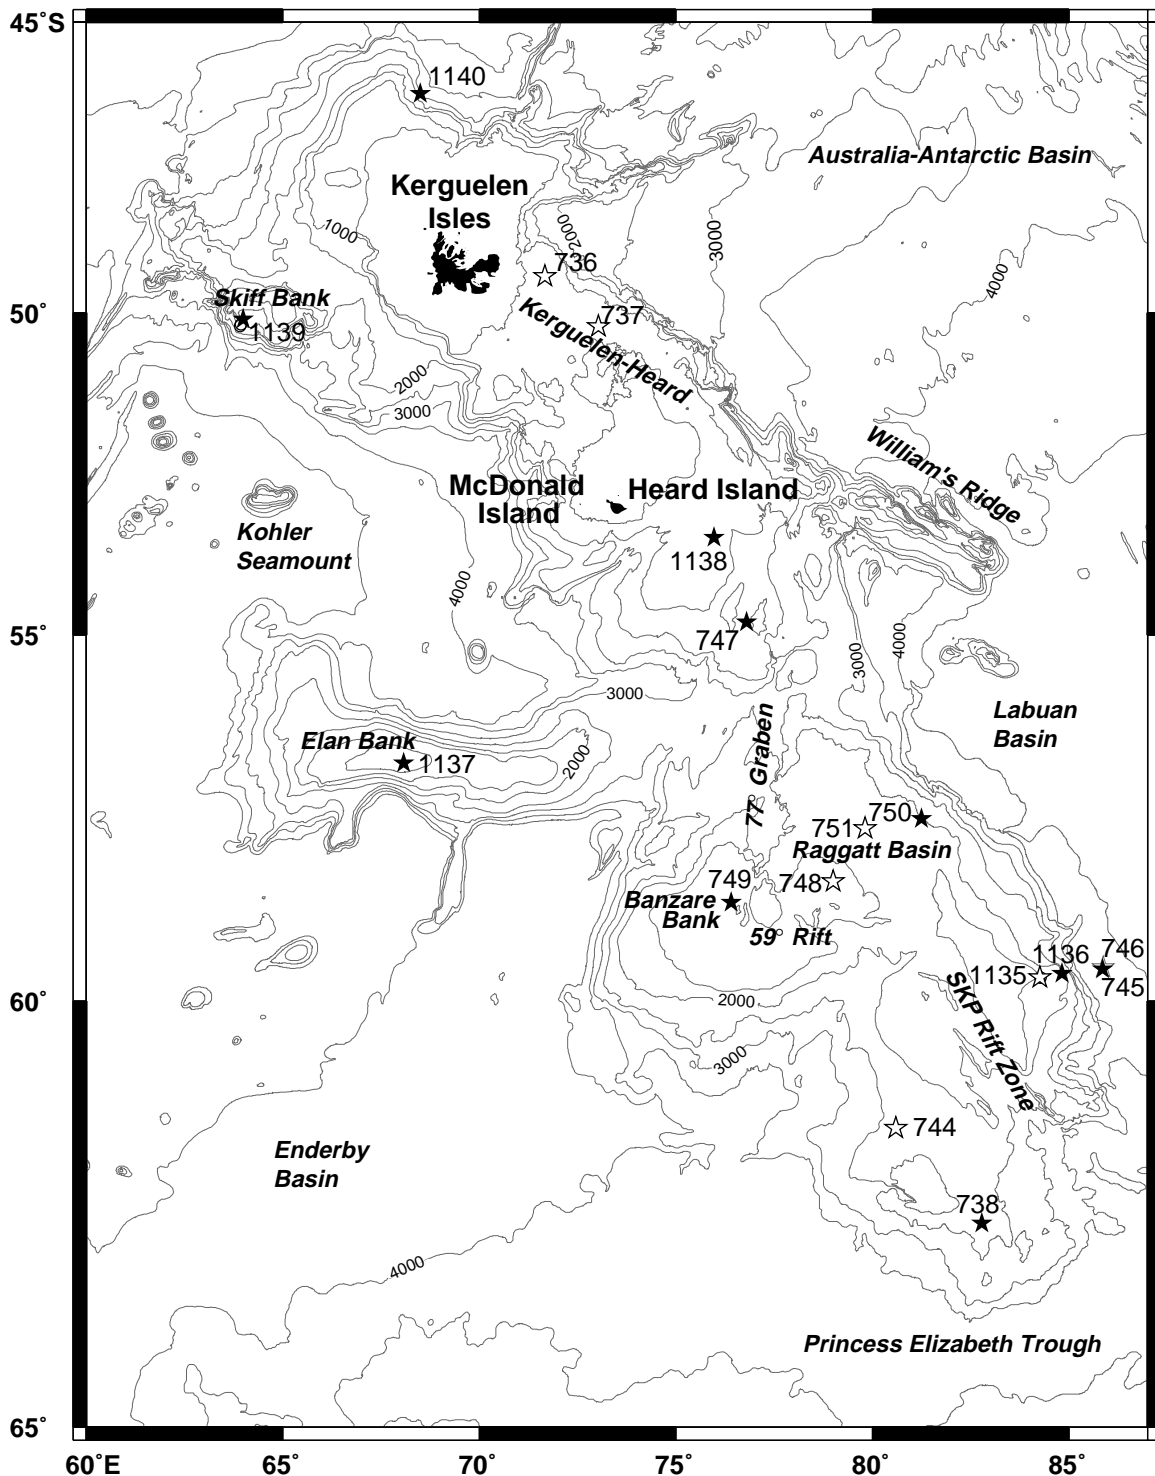 45˚S
1140
Australia-Antarctic Basin
Kerguelen
Isles
1000
2000
3000
4000
736
Skiff Bank
50˚
1139
737
Kerguelen-Heard
2000
3000
William's Ridge
McDonald
Island
Heard Island
Kohler
Seamount
1138
4000
55˚
747
3000
4000
3000
Labuan
Basin
Elan Bank
1137
2000
77˚ Graben
751
750
Raggatt Basin
749
748
Banzare
Bank
59˚ Rift
746
1136
1135
745
60˚
2000
SKP Rift Zone
3000
744
Enderby
Basin
738
4000
Princess Elizabeth Trough
65˚
60˚E
65˚
70˚
75˚
80˚
85˚